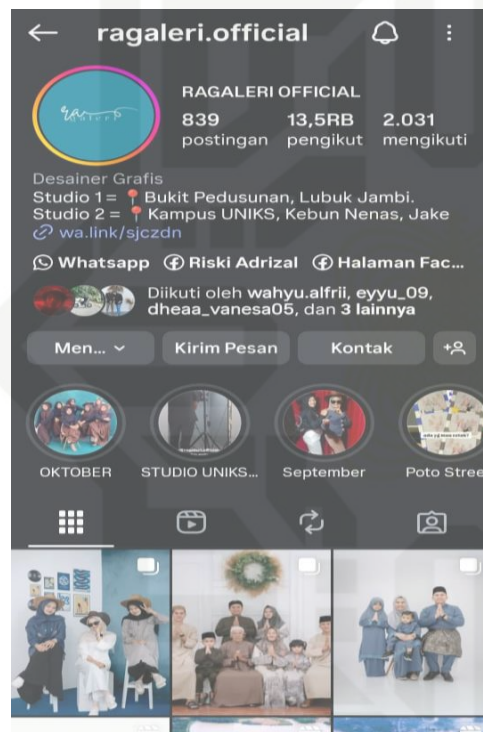 ragaleri.official
RAGALERI OFFICIAL
839 13,5RB 2.031
postingan pengikut mengikuti
Desainer Grafis
Studio 1 = 📍 Bukit Pedusunan, Lubuk Jambi.
Studio 2 = 📍 Kampus UNIKS, Kebun Nenas, Jake
wa.link/sjczdn
Whatsapp Riski Adrizal Halaman Fac...
Diikuti oleh wahyu.alfrii, eyyu_09,
dheaa_vanesa05, dan 3 lainnya
Men... Kirim Pesan Kontak
OKTOBER STUDIO UNIKS... September Poto Stree